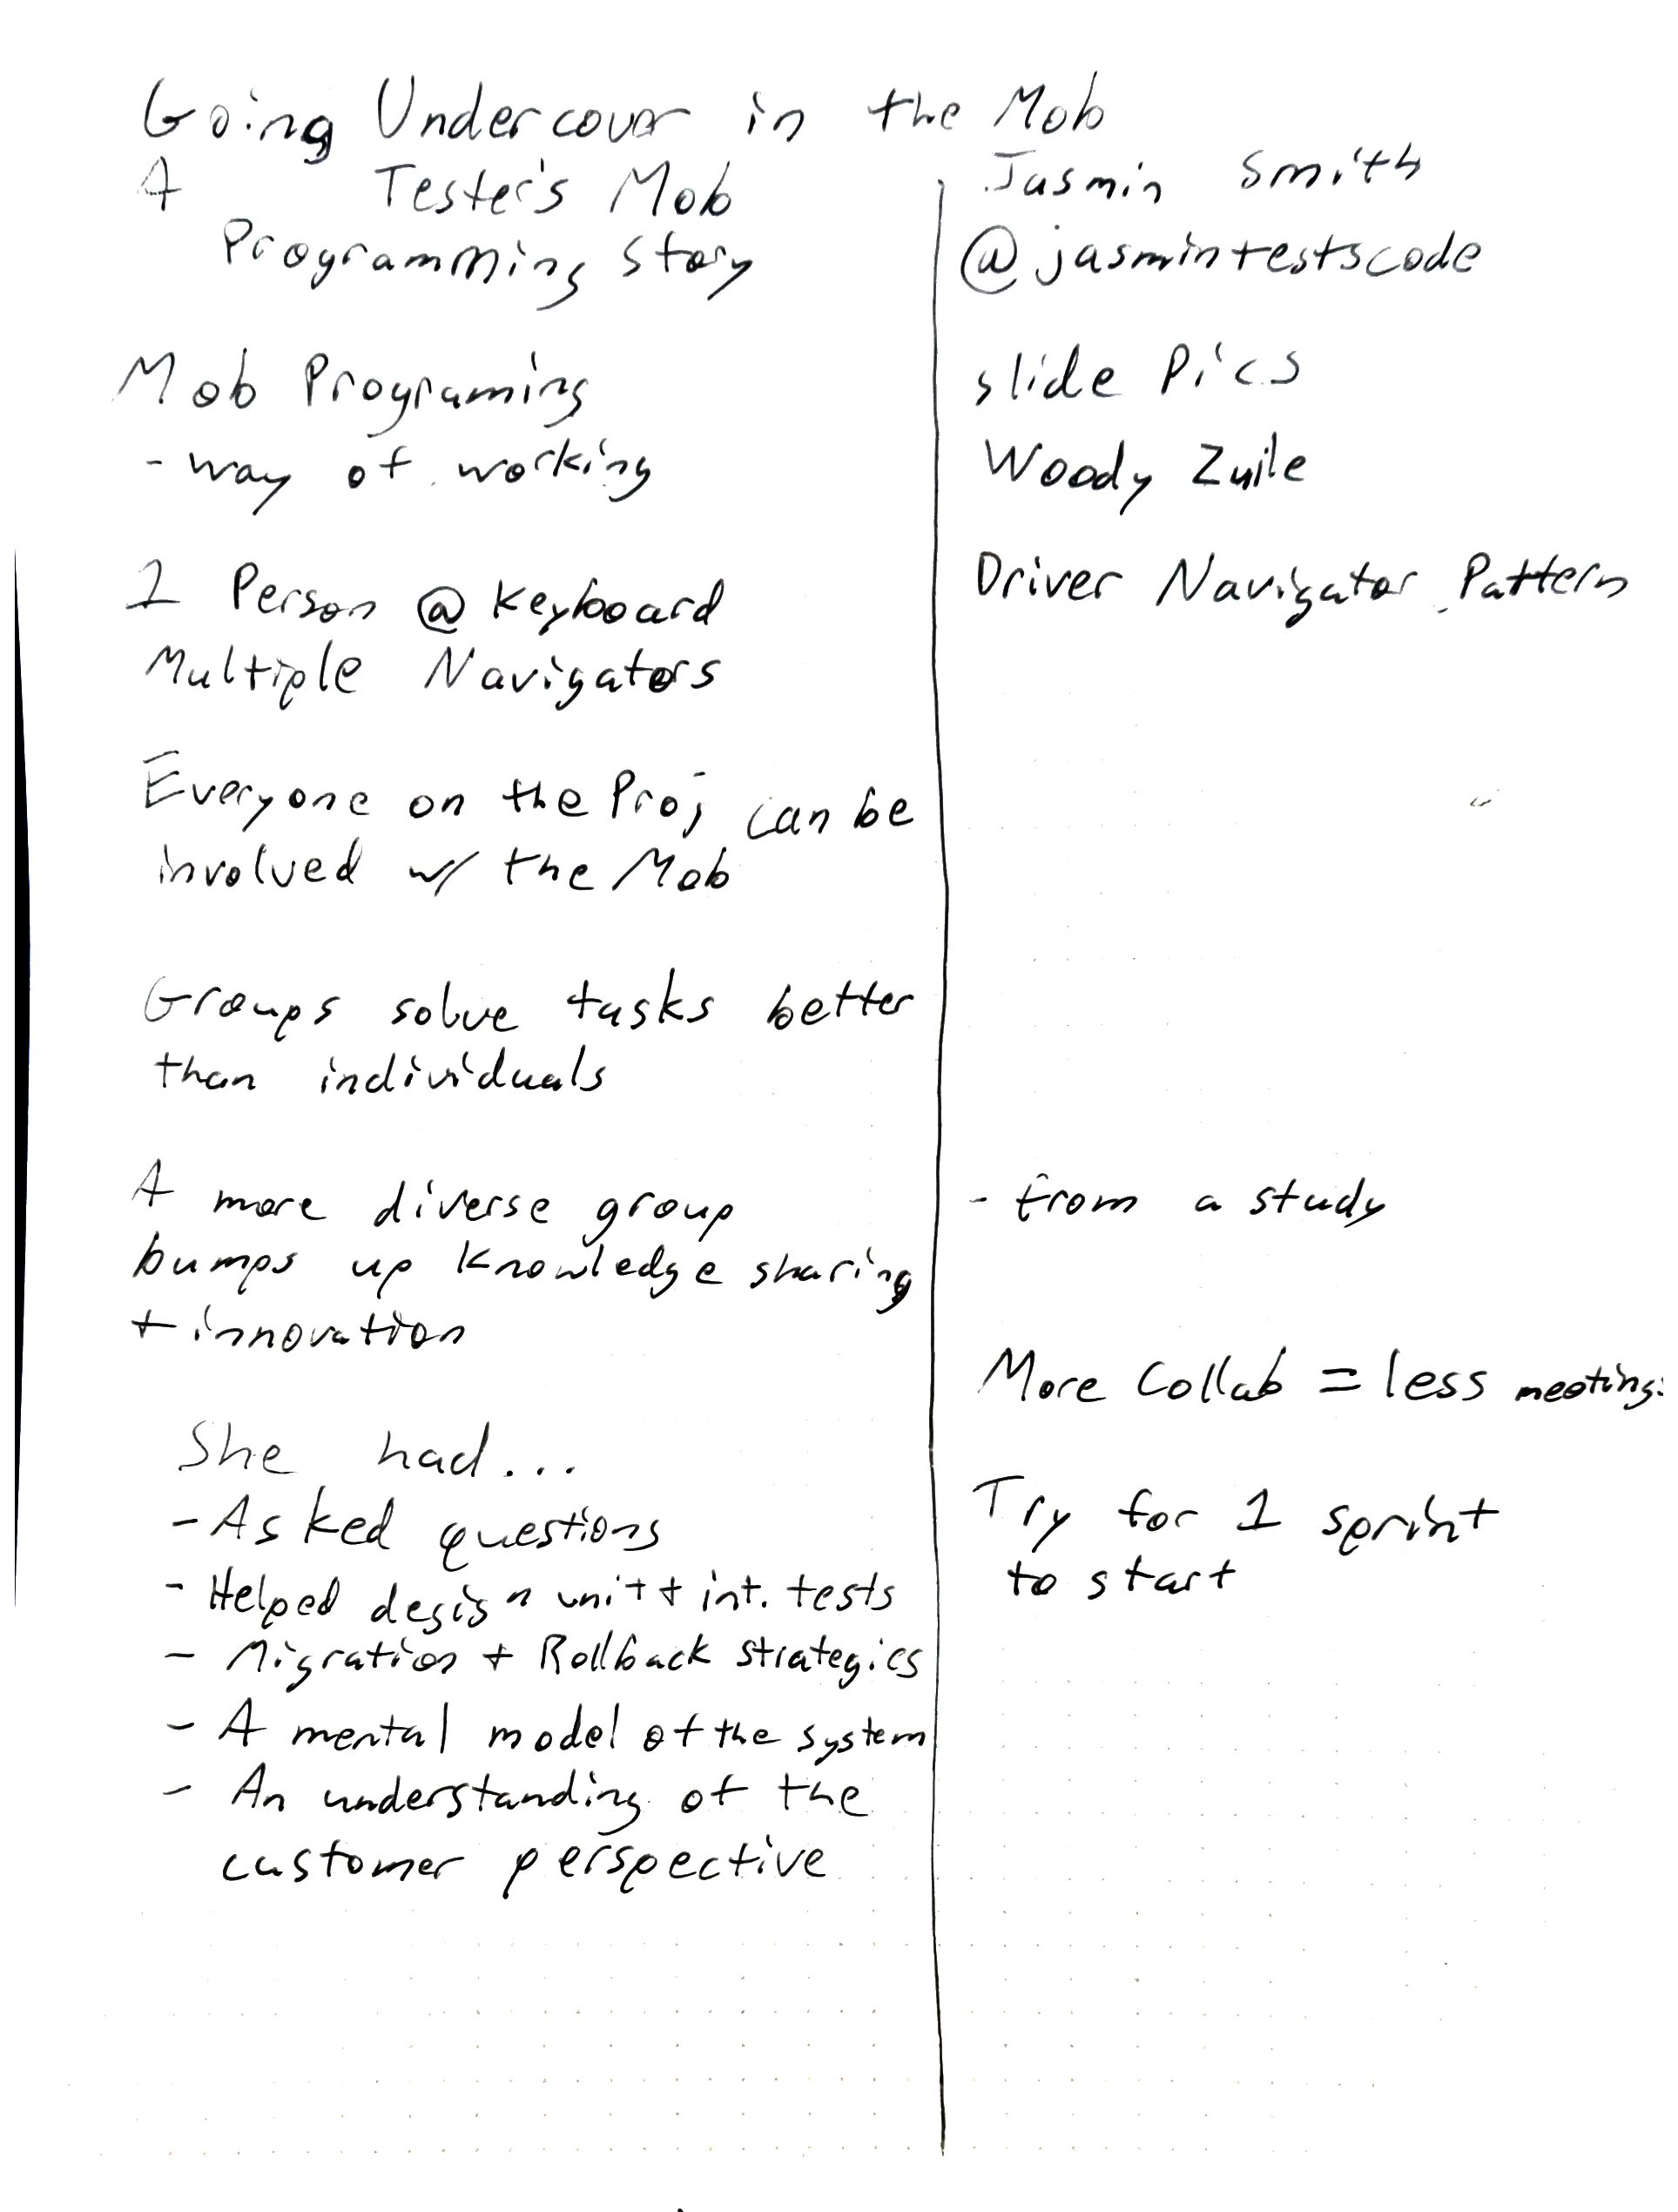 Going Undercover in the Mob
A Tester's Mob
Programming Story
Mob Programing
- way of working
1 Person @ Keyboard
Multiple Navigators
Everyone on the Proj can be
involved w/ the Mob
Groups solve tasks better
than individuals
A more diverse group
bumps up knowledge sharing
+ innovation
She had...
- Asked questions
- Helped design unit + int. tests
- Migration + Rollback strategies
- A mental model of the system
- An understanding of the
customer perspective
Jasmin Smith
@jasmintestscode
slide Pics
Woody Zuile
Driver Navigator Pattern
- from a study
More Collab = less meetings
Try for 1 sprint
to start